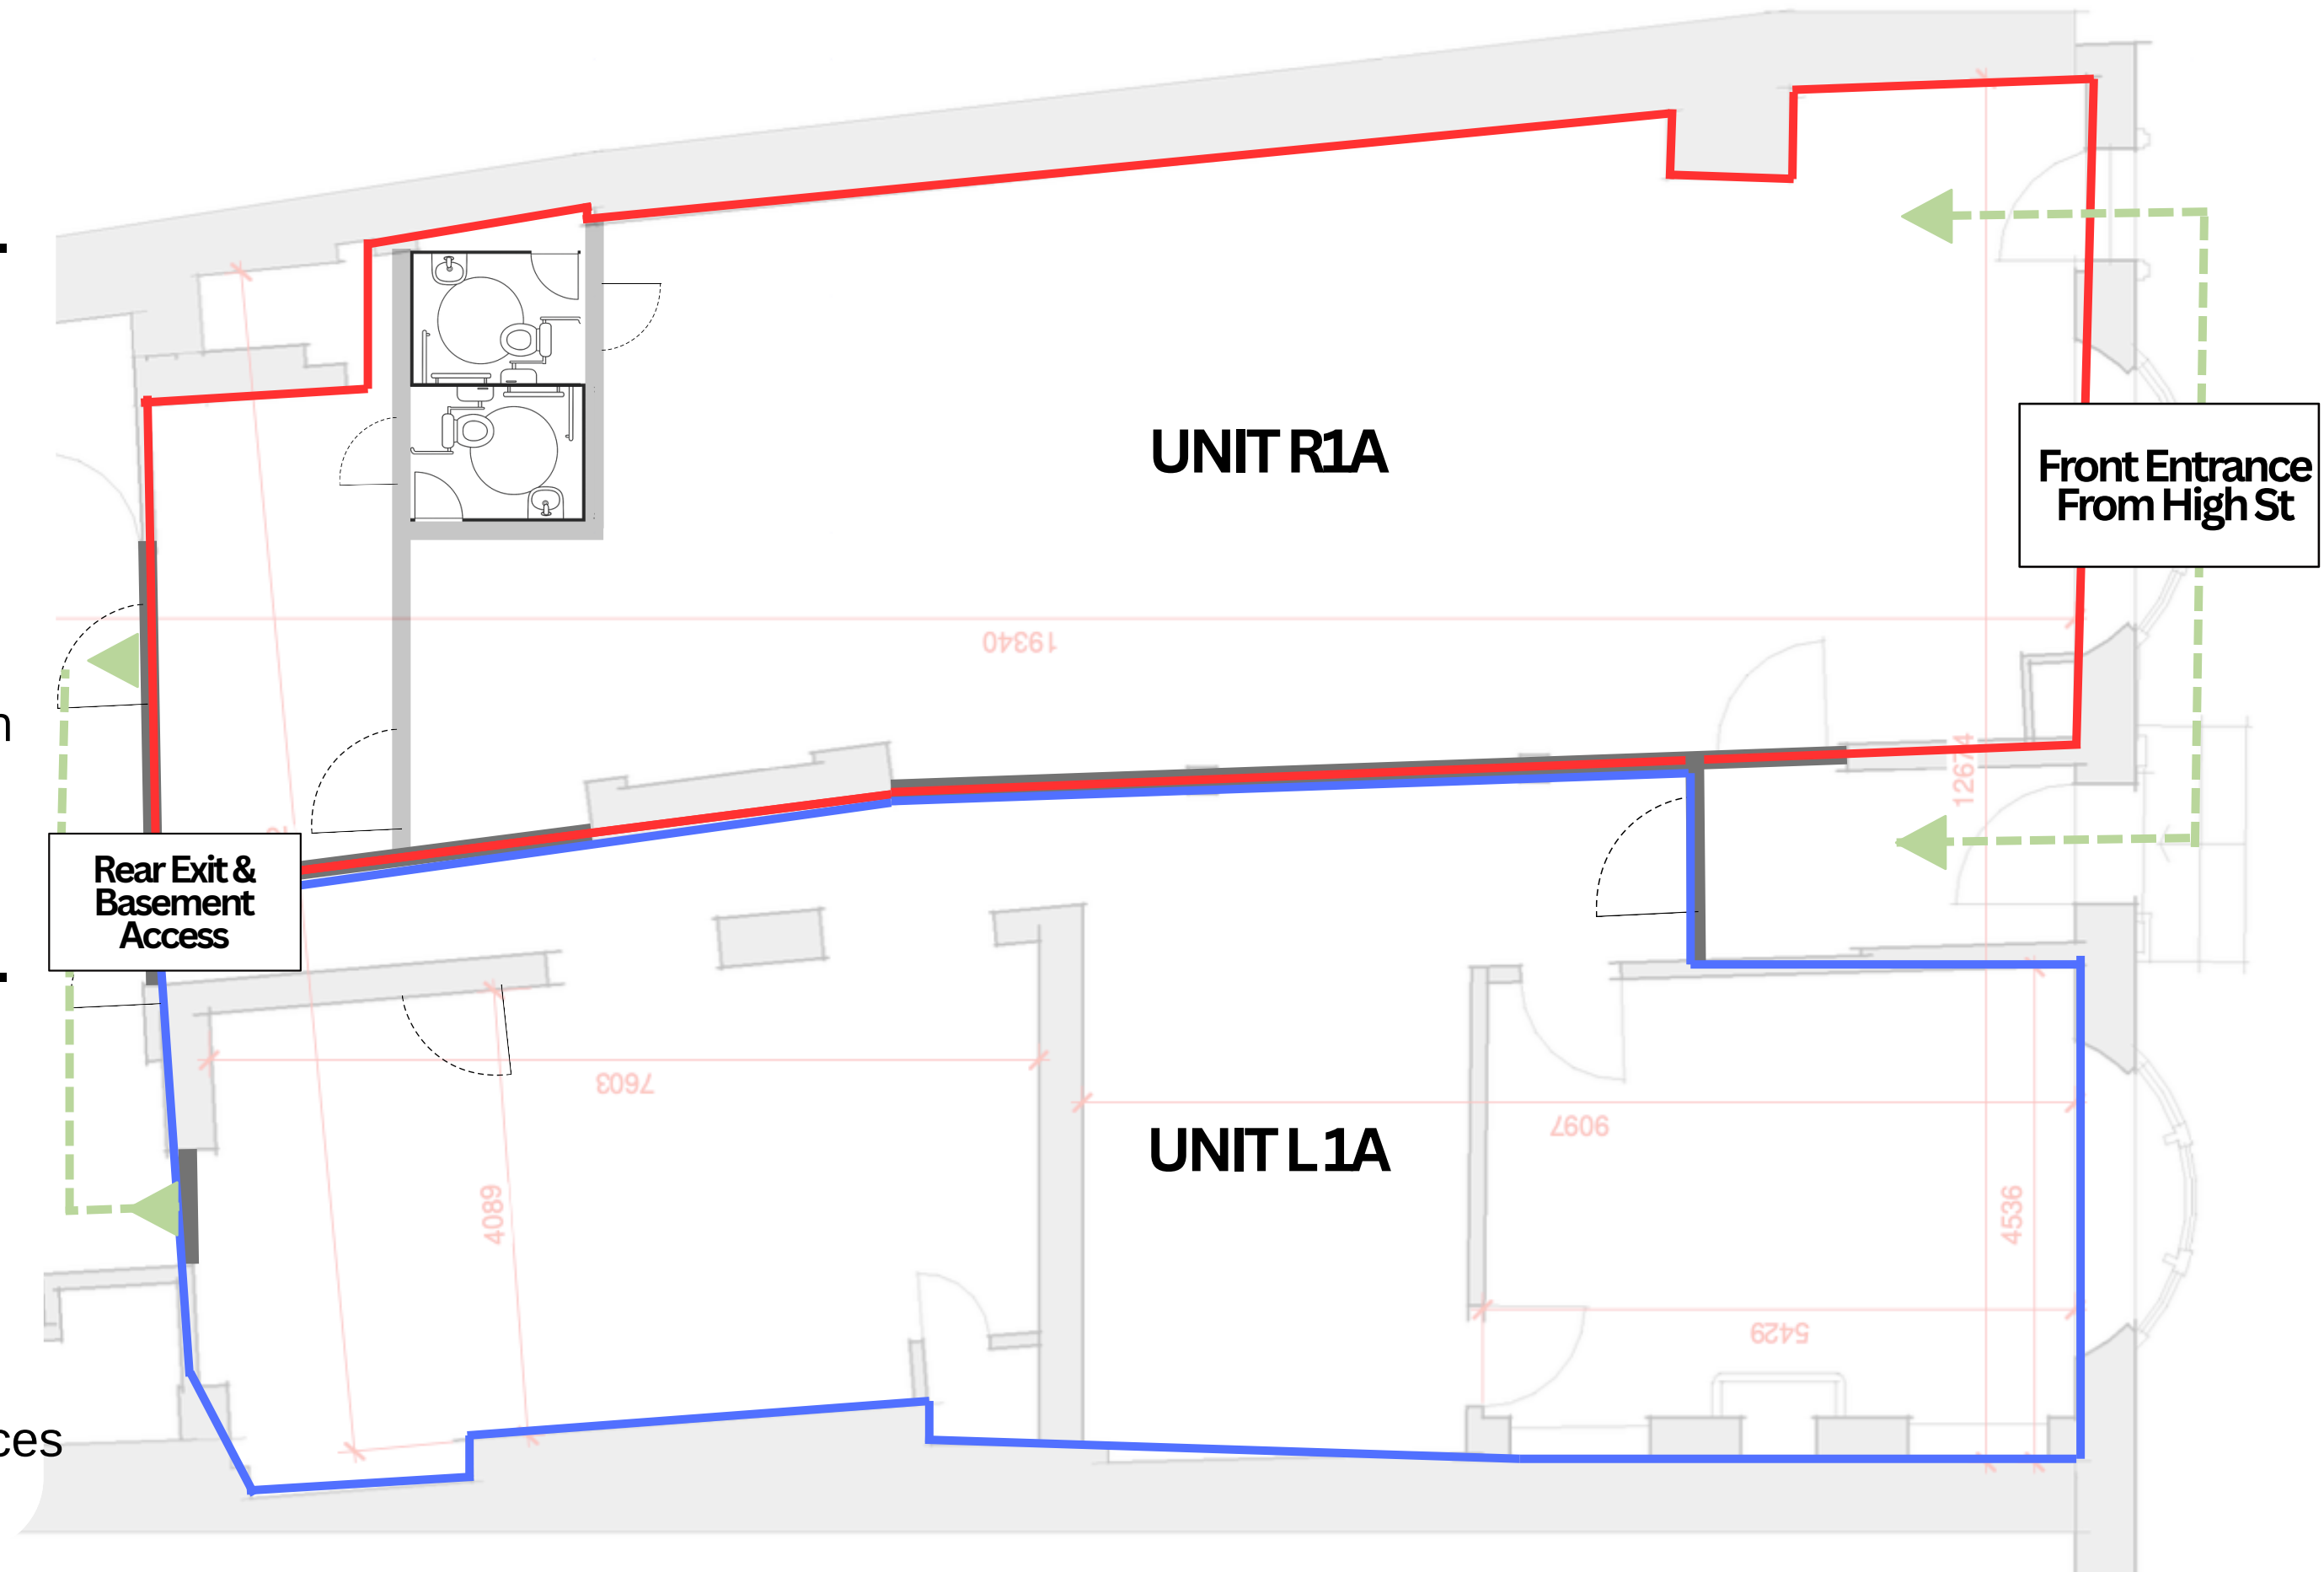 UNIT R1A
Front Entrance
From High St
19340
12674
Rear Exit &
Basement
Access
7603
9097
UNIT L1A
4089
4536
5429
ces